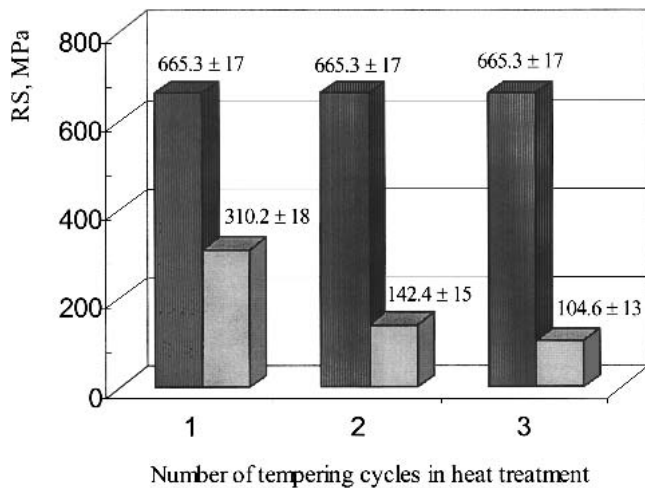 RS, MPa
800
600
400
200
0
665.3 ± 17
665.3 ± 17
665.3 ± 17
310.2 ± 18
142.4 ± 15
104.6 ± 13
1 2 3
Number of tempering cycles in heat treatment